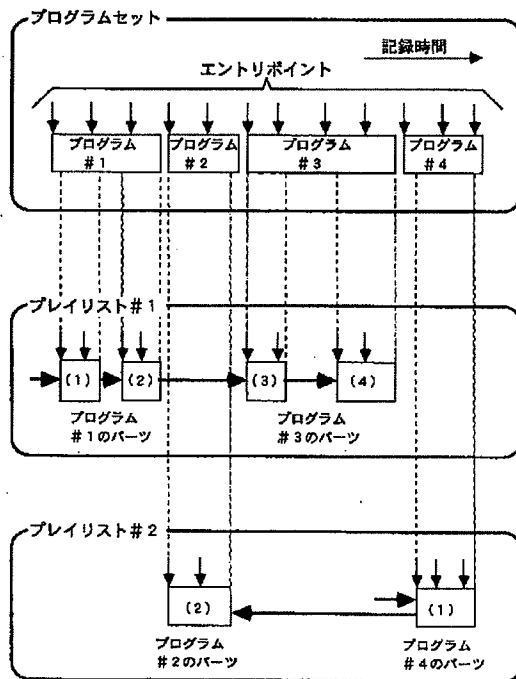 プログラムセット
記録時間
エントリポイント
プログラム
#1
プログラム
#2
プログラム
#3
プログラム
#4
プレイリスト#1
(1)
(2)
(3)
(4)
プログラム
#1のパーツ
プログラム
#3のパーツ
プレイリスト#2
(2)
(1)
プログラム
#2のパーツ
プログラム
#4のパーツ